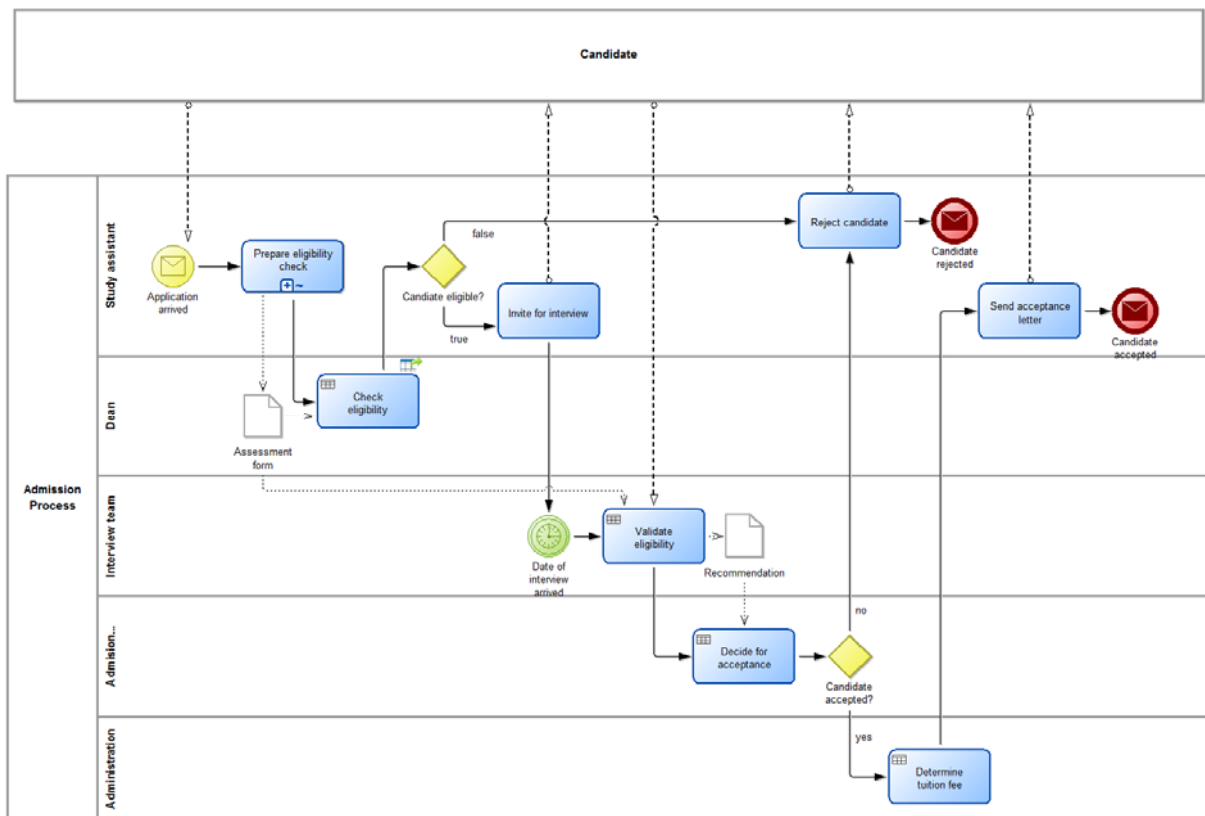 Candidate
Admission
Process
Study assistant
Application
arrived
Prepare eligibility
check
Candiate eligible?
false
true
Invite for interview
Reject candidate
Candidate
rejected
Send acceptance
letter
Candidate
accepted
Dean
Check
eligibility
Assessment
form
Interview team
Date of
interview
arrived
Validate
eligibility
Recommendation
Admision...
Decide for
acceptance
no
Candidate
accepted?
yes
Administration
Determine
tuition fee